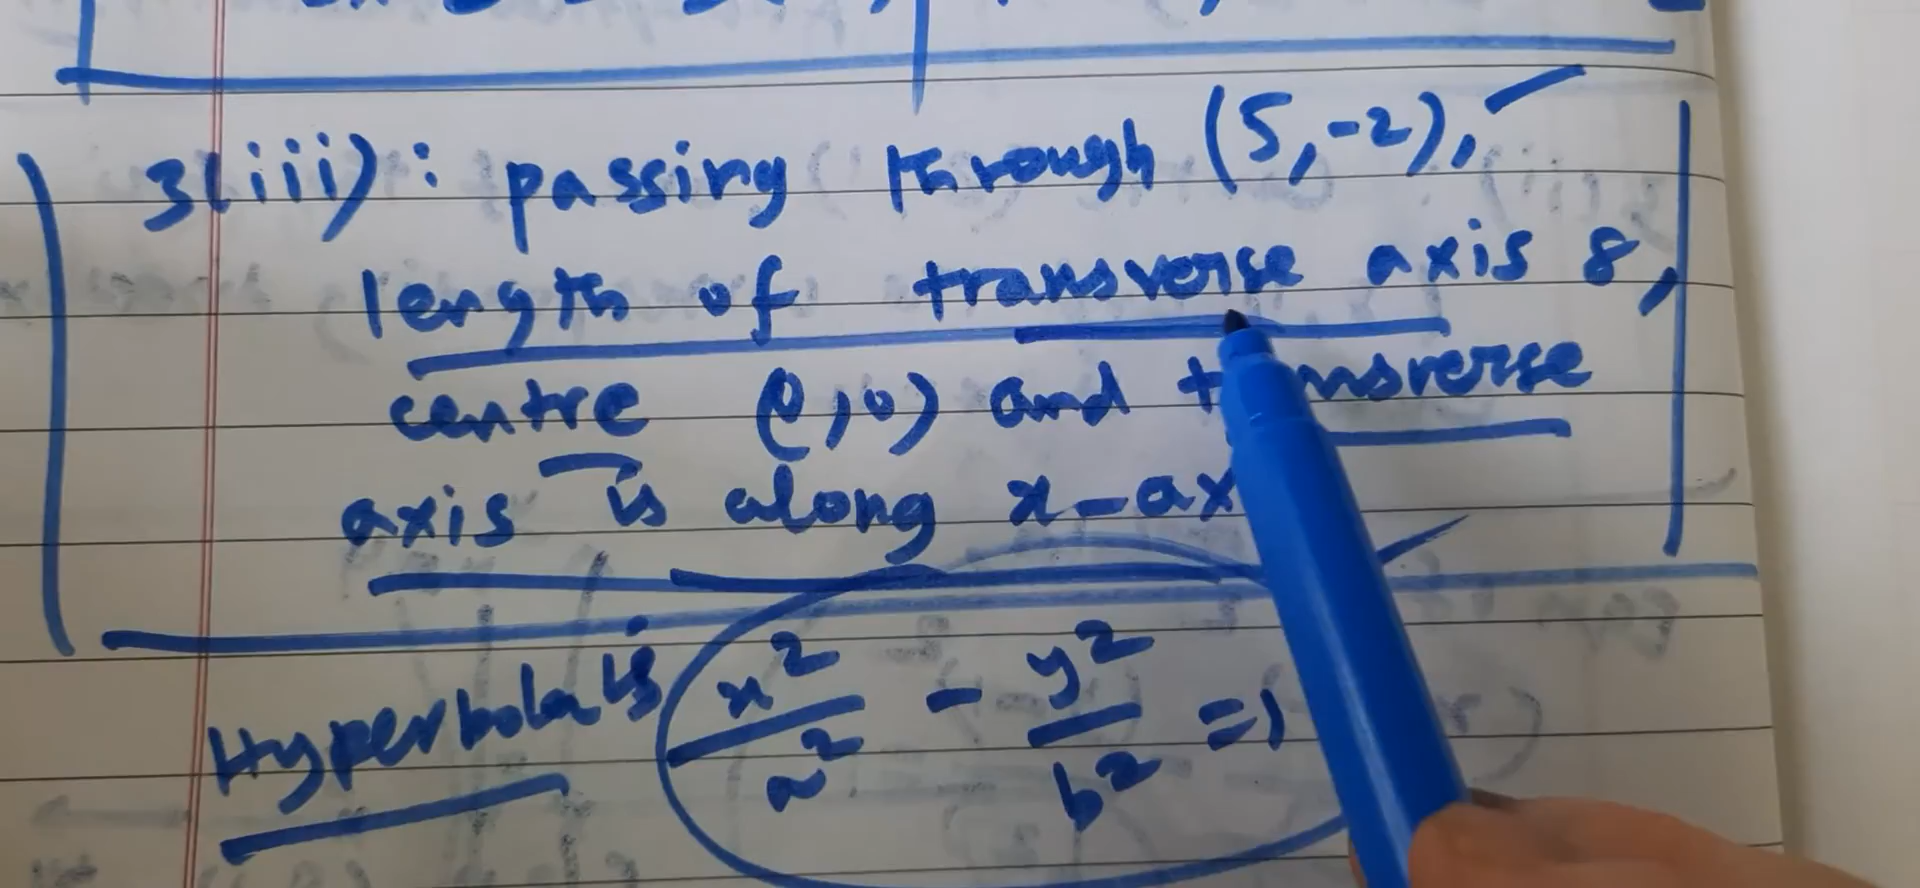 3(iii): passing through (5,-2),
length of transverse axis 8,
centre (0,0) and transverse
axis is along x-ax
Hyperbola is x²/a² - y²/b² = 1